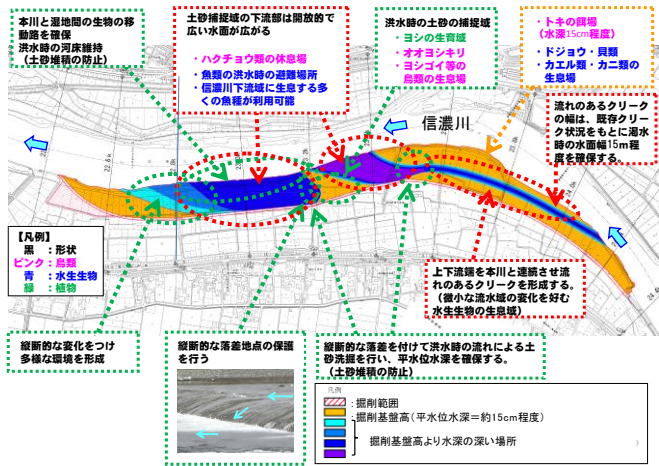 本川と湿地間の生物の移
動路を確保
洪水時の河床維持
(土砂堆積の防止)
土砂捕捉域の下流部は開放的で
広い水面が広がる
・ハクチョウ類の休息場
・魚類の洪水時の避難場所
・信濃川下流域に生息する多
くの魚種が利用可能
洪水時の土砂の捕捉域
・ヨシの生育域
・オオヨシキリ
・ヨシゴイ等の
鳥類の生息場
・トキの餌場
(水深15cm程度)
・ドジョウ・貝類
・カエル類・カニ類の
生息場
流れのあるクリーク
の幅は、既存クリー
ク状況をもとに渇水
時の水面幅15m程
度を確保する。
信濃川
【凡例】
黒 :形状
ピンク:鳥類
青 :水生生物
緑 :植物
上下流端を本川と連続させ流
れのあるクリークを形成する。
(微小な流水域の変化を好む
水生生物の生息域)
縦断的な変化をつけ
多様な環境を形成
縦断的な落差地点の保護
を行う
縦断的な落差を付けて洪水時の流れによる土
砂洗掘を行い、平水位水深を確保する。
(土砂堆積の防止)
凡例
:掘削範囲
:掘削基盤高(平水位水深=約15cm程度)
掘削基盤高より水深の深い場所